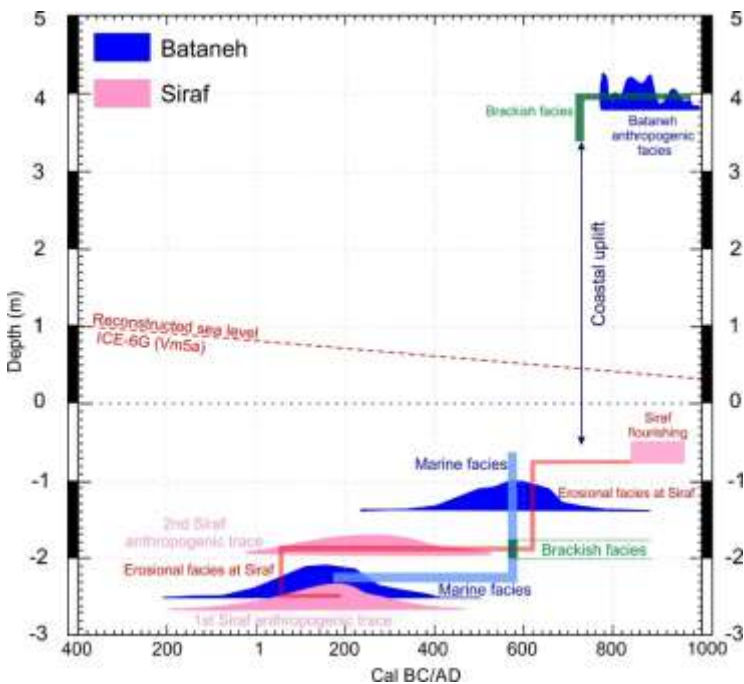 5
5
Bataneh
Siraf
4
4
Brackish facies
Bataneh
anthropogenic
facies
3
3
Coastal uplift
2
2
Depth (m)
1
1
Reconstructed sea level
ICE-6G (Vm5a)
0
0
Siraf
flourishing
Marine facies
-1
-1
Erosional facies at Siraf
2nd Siraf
anthropogenic trace
-2
-2
Brackish facies
Erosional facies at Siraf
Marine facies
1st Siraf anthropogenic trace
-3
-3
400
200
1
200
400
600
800
1000
Cal BC/AD